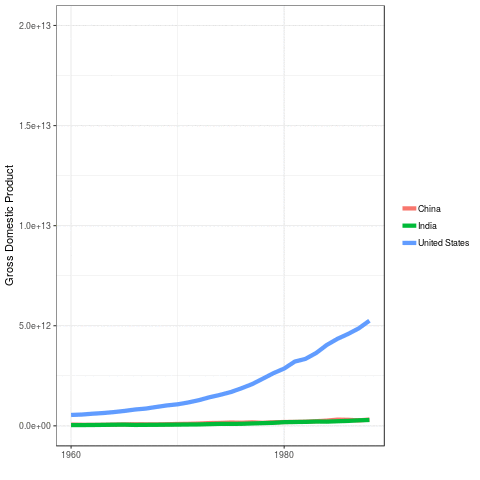 2.0e+13
1.5e+13
1.0e+13
5.0e+12
0.0e+00
Gross Domestic Product
1960
1980
China
India
United States